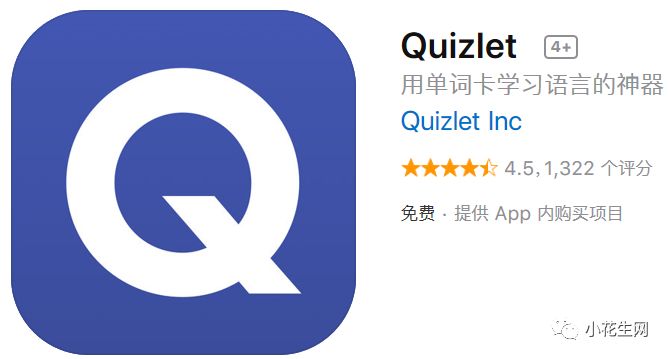 Quizlet 4+
用单词卡学习语言的神器
Quizlet Inc
4.5, 1,322 个评分
免费 · 提供 App 内购买项目
小花生网